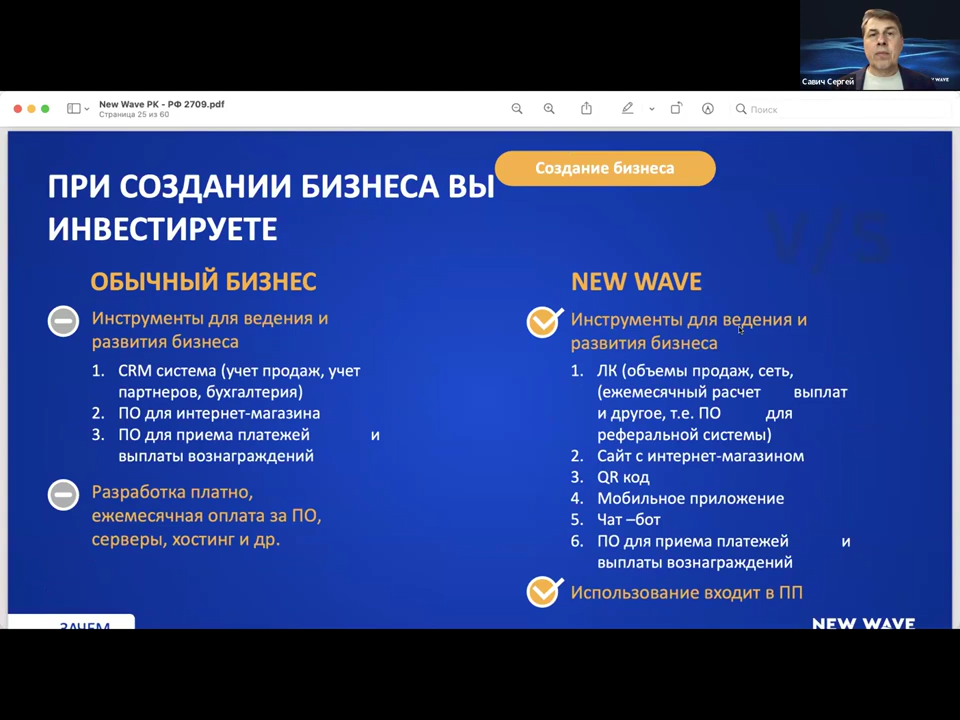 Савич Сергей
WAVE
New Wave РК - РФ 2709.pdf
Страница 25 из 60
Поиск
Создание бизнеса
ПРИ СОЗДАНИИ БИЗНЕСА ВЫ
ИНВЕСТИРУЕТЕ
V/S
ОБЫЧНЫЙ БИЗНЕС
Инструменты для ведения и
развития бизнеса
1. CRM система (учет продаж, учет
партнеров, бухгалтерия)
2. ПО для интернет-магазина
3. ПО для приема платежей и
выплаты вознаграждений
Разработка платно,
ежемесячная оплата за ПО,
серверы, хостинг и др.
NEW WAVE
Инструменты для ведения и
развития бизнеса
1. ЛК (объемы продаж, сеть,
(ежемесячный расчет выплат
и другое, т.е. ПО для
реферальной системы)
2. Сайт с интернет-магазином
3. QR код
4. Мобильное приложение
5. Чат –бот
6. ПО для приема платежей и
выплаты вознаграждений
Использование входит в ПП
ЗАЧЕМ
NEW WAVE